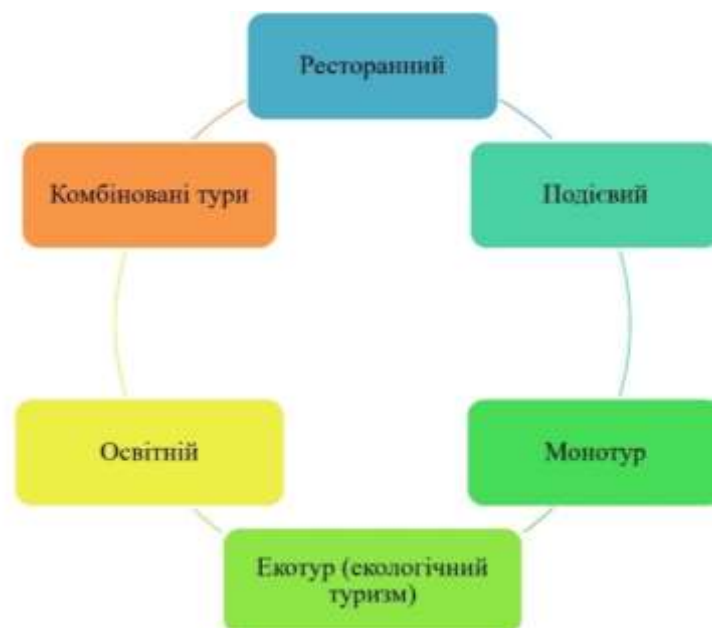 Ресторанний
Подієвий
Монотур
Екотур (екологічний
туризм)
Освітній
Комбіновані тури